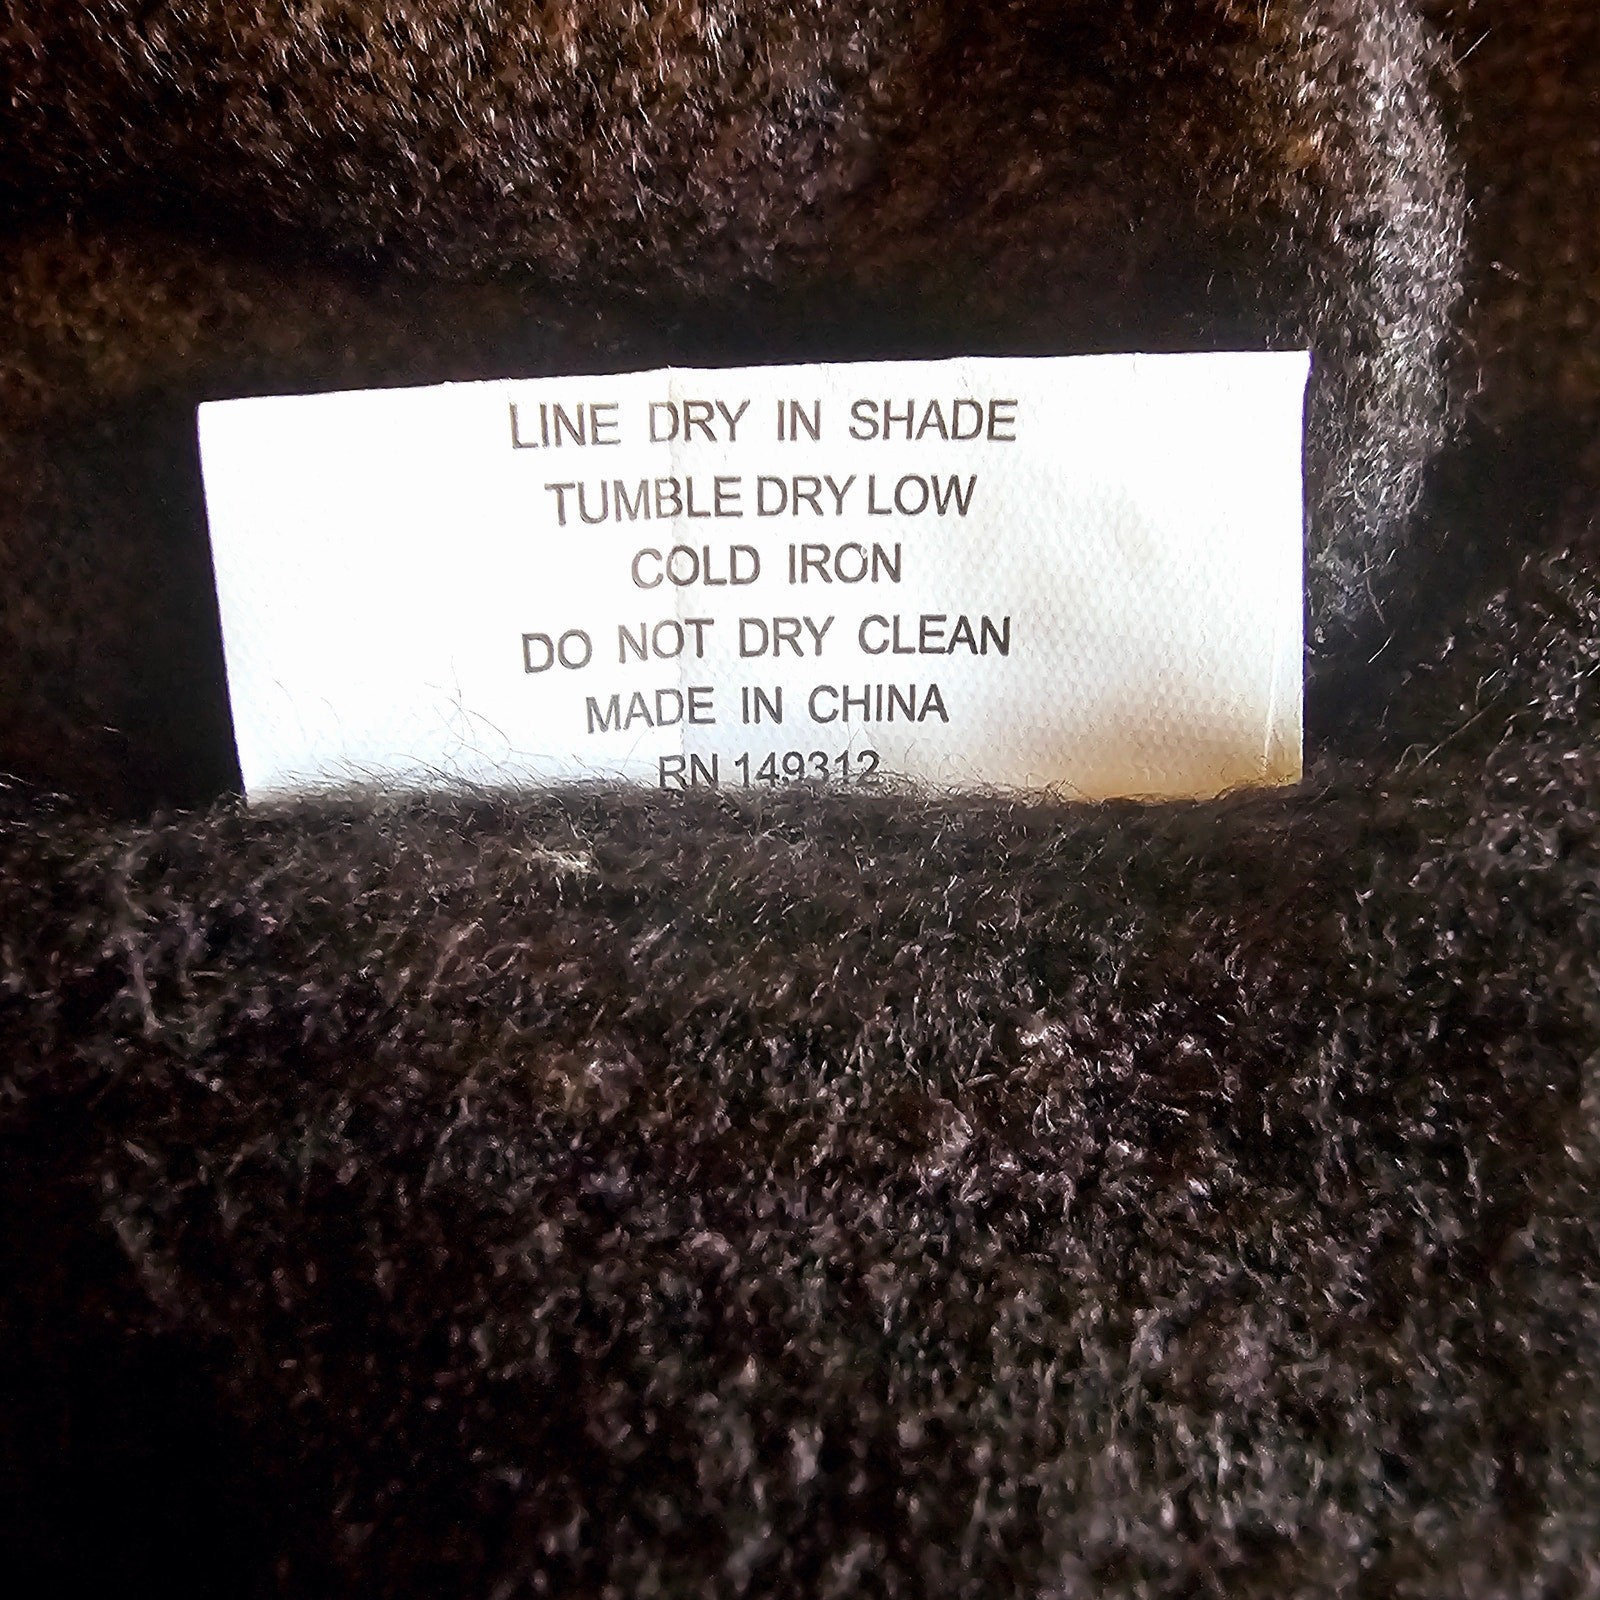 LINE DRY IN SHADE
TUMBLE DRY LOW
COLD IRON
DO NOT DRY CLEAN
MADE IN CHINA
RN 149312